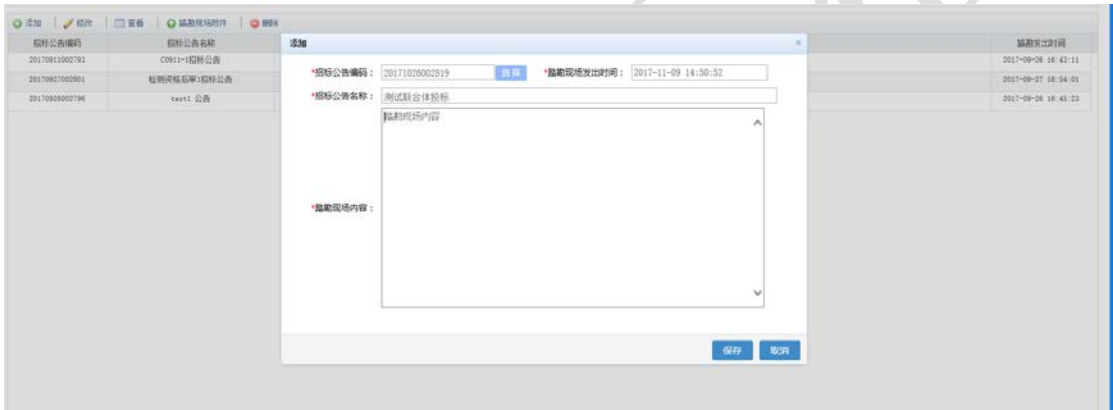 添加 修改 查看 踏勘现场附件 删除
招标公告编码 招标公告名称 踏勘发出时间
20170911002793 C0911-1招标公告 2017-09-26 16:43:11
20170927002801 检测资格后审1招标公告 2017-09-27 16:54:01
20170926002796 test1 公告 2017-09-26 16:45:23
添加
*招标公告编码： 20171026002819 选择 *踏勘现场发出时间： 2017-11-09 14:50:52
*招标公告名称： 测试联合体投标
*踏勘现场内容： 踏勘现场内容
保存 取消